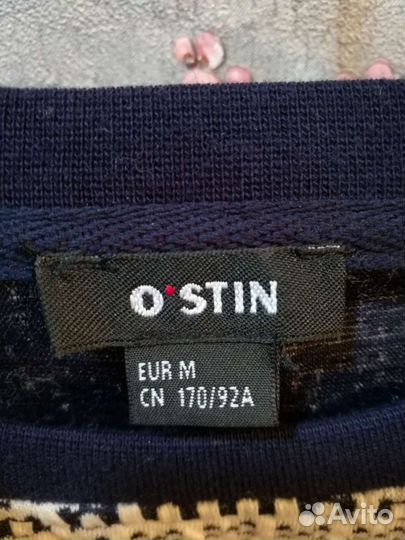 O'STIN
EUR M
CN 170/92A
Avito